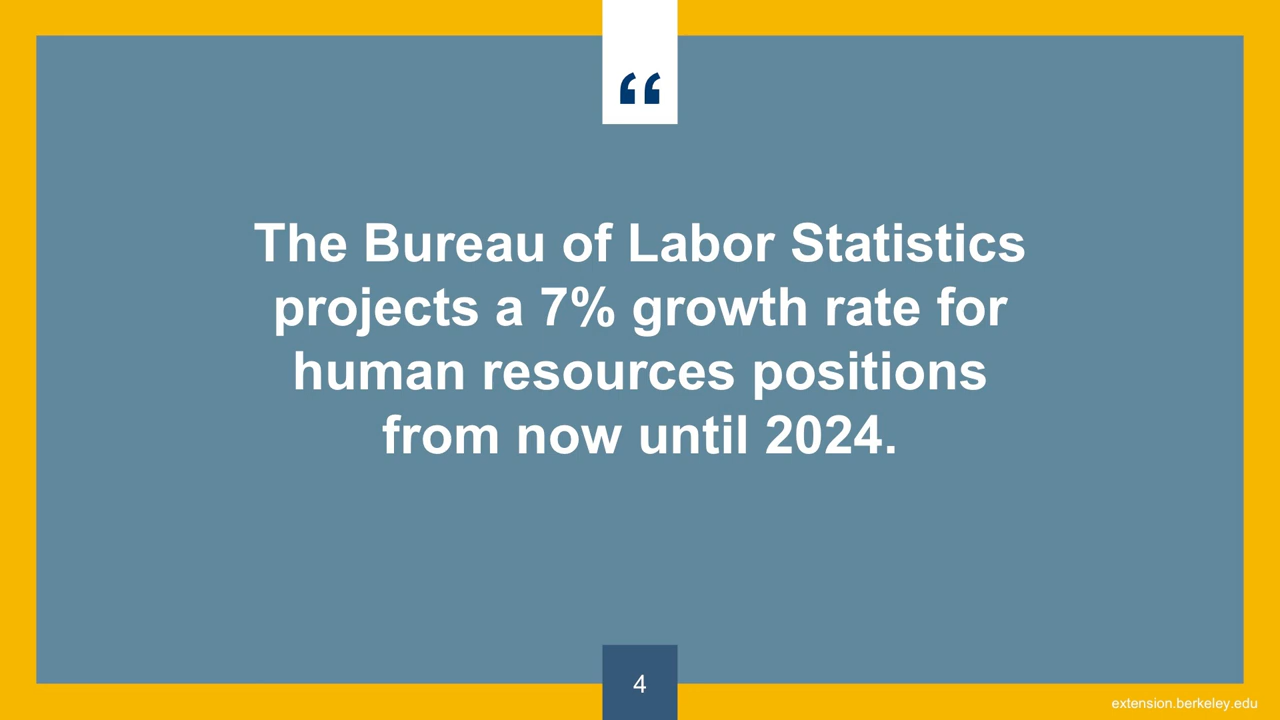 “
The Bureau of Labor Statistics
projects a 7% growth rate for
human resources positions
from now until 2024.
4
extension.berkeley.edu